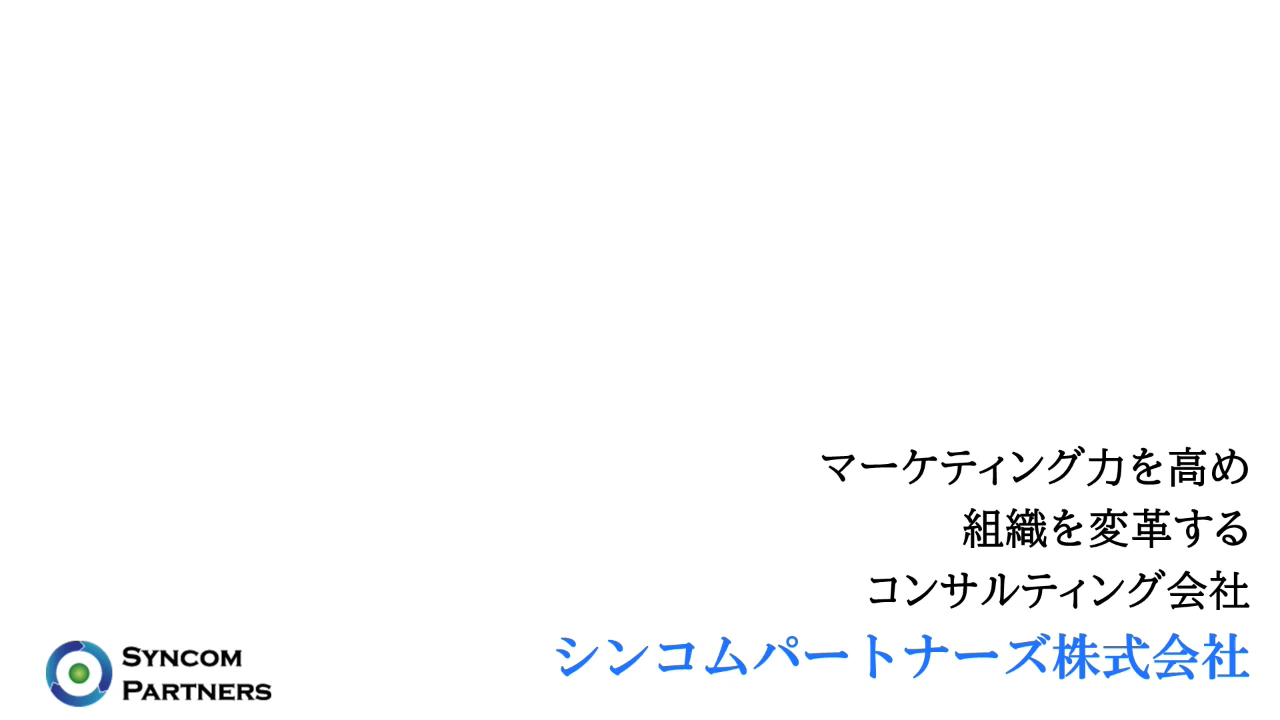 マーケティング力を高め
組織を変革する
コンサルティング会社
シンコムパートナーズ株式会社
SYNCOM
PARTNERS